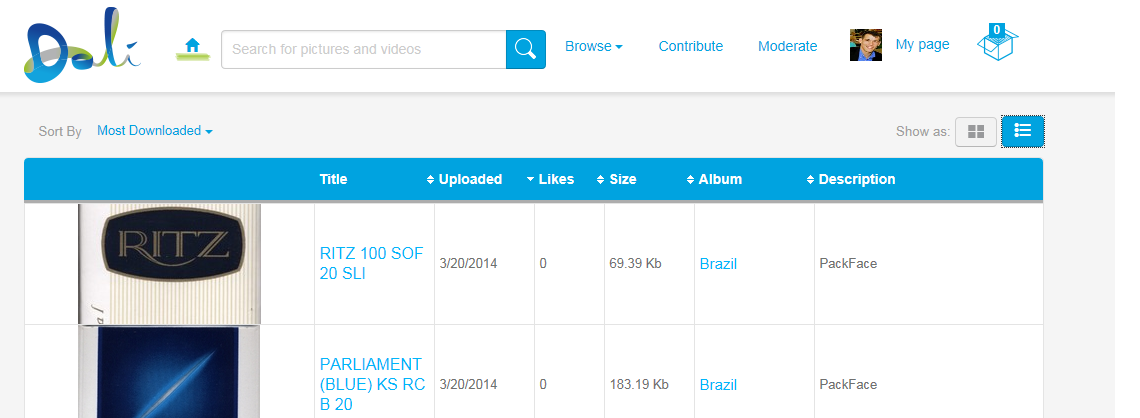 Dali
Search for pictures and videos
Browse
Contribute
Moderate
My page
0
Sort By
Most Downloaded
Show as:
Title
Uploaded
Likes
Size
Album
Description
RITZ
RITZ 100 SOF
20 SLI
3/20/2014
0
69.39 Kb
Brazil
PackFace
PARLIAMENT
(BLUE) KS RC
B 20
3/20/2014
0
183.19 Kb
Brazil
PackFace